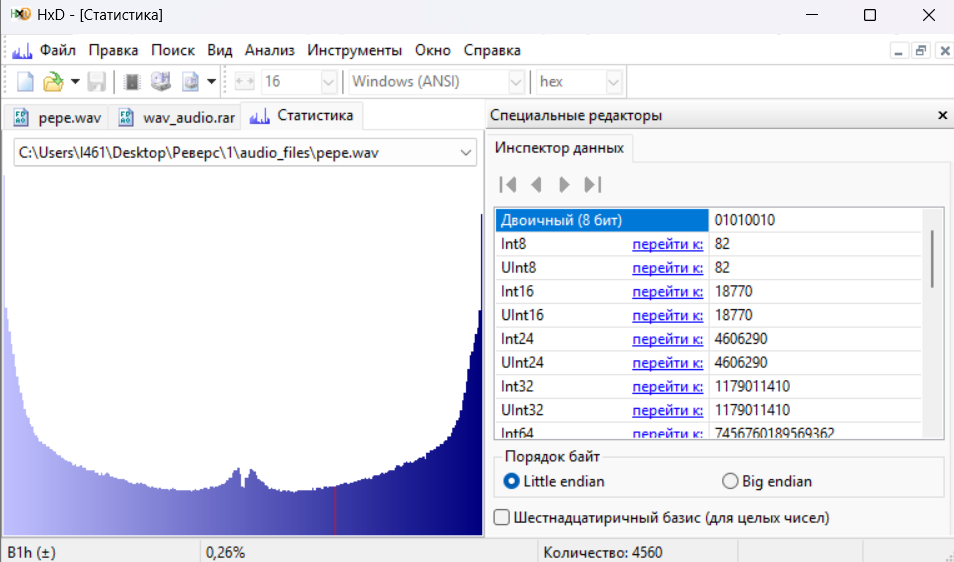 HxD - [Статистика]
Файл Правка Поиск Вид Анализ Инструменты Окно Справка
16 Windows (ANSI) hex
pepe.wav wav_audio.rar Статистика
C:\Users\l461\Desktop\Реверс\1\audio_files\pepe.wav
Специальные редакторы
Инспектор данных
Двоичный (8 бит) 01010010
Int8 перейти к: 82
UInt8 перейти к: 82
Int16 перейти к: 18770
UInt16 перейти к: 18770
Int24 перейти к: 4606290
UInt24 перейти к: 4606290
Int32 перейти к: 1179011410
UInt32 перейти к: 1179011410
Int64 перейти к: 7456760189569362
Порядок байт
Little endian Big endian
Шестнадцатиричный базис (для целых чисел)
B1h (±) 0,26% Количество: 4560